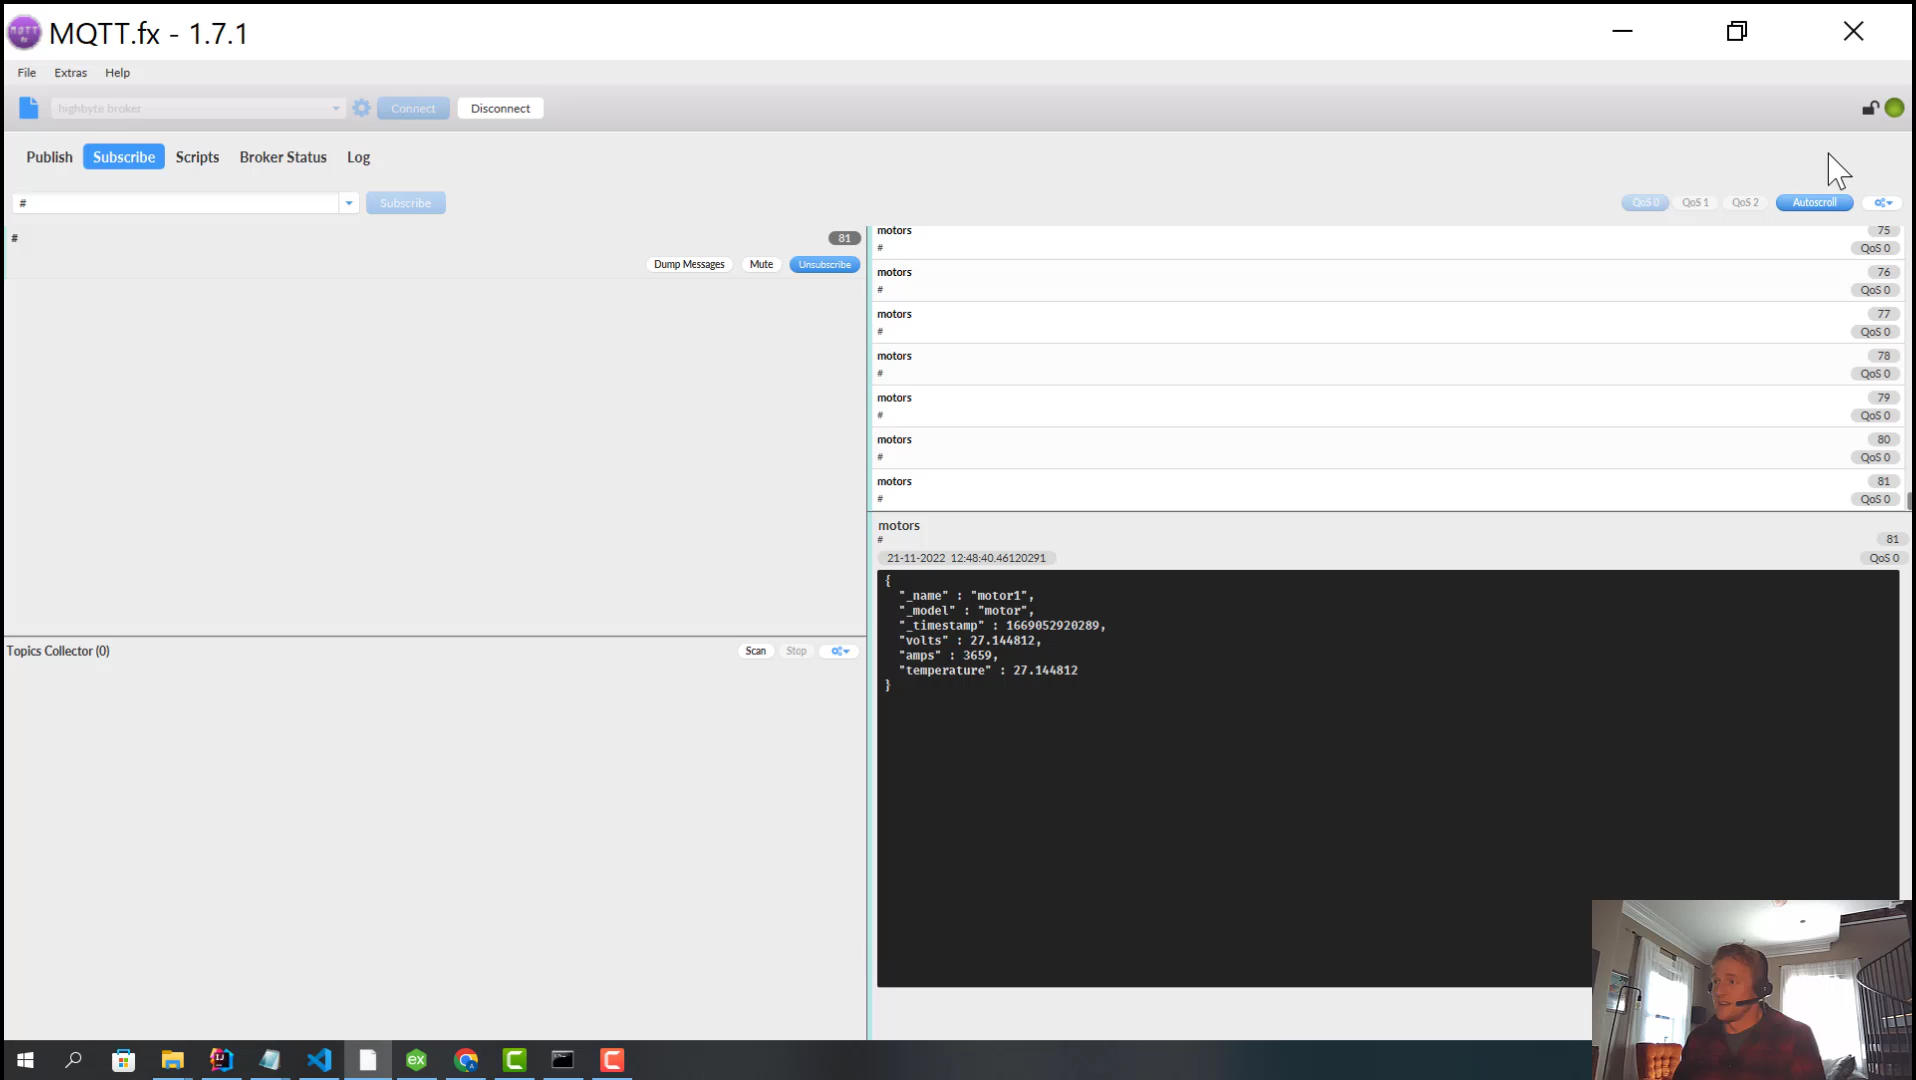 MQTT.fx - 1.7.1
File Extras Help
highbyte broker Connect Disconnect
Publish Subscribe Scripts Broker Status Log
# Subscribe QoS 0 QoS 1 QoS 2 Autoscroll
# 81
Dump Messages Mute Unsubscribe
motors 75
# QoS 0
motors 76
# QoS 0
motors 77
# QoS 0
motors 78
# QoS 0
motors 79
# QoS 0
motors 80
# QoS 0
motors 81
# QoS 0
motors
# 81
21-11-2022 12:48:40.46120291 QoS 0
{
"_name" : "motor1",
"_model" : "motor",
"_timestamp" : 1669052920289,
"volts" : 27.144812,
"amps" : 3659,
"temperature" : 27.144812
}
Topics Collector (0) Scan Stop